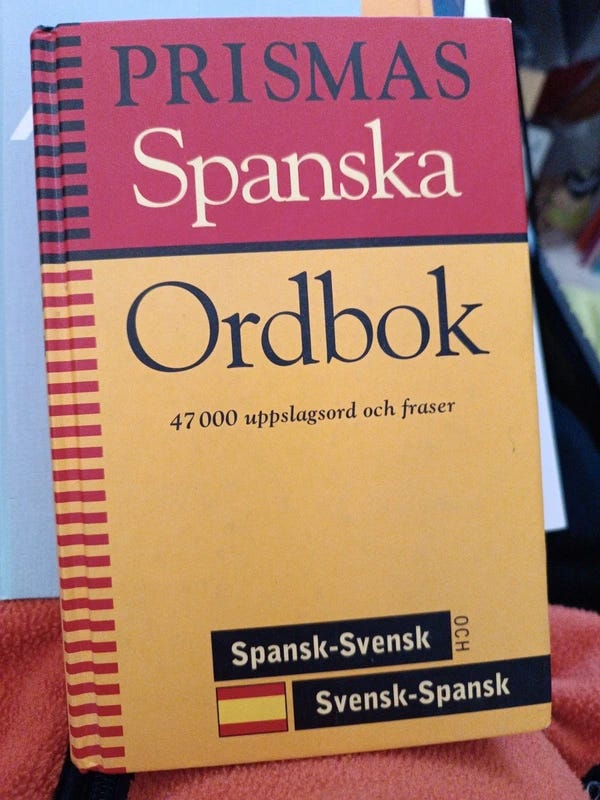 PRISMAS
Spanska
Ordbok
47 000 uppslagsord och fraser
Spansk-Svensk
OCH
Svensk-Spansk